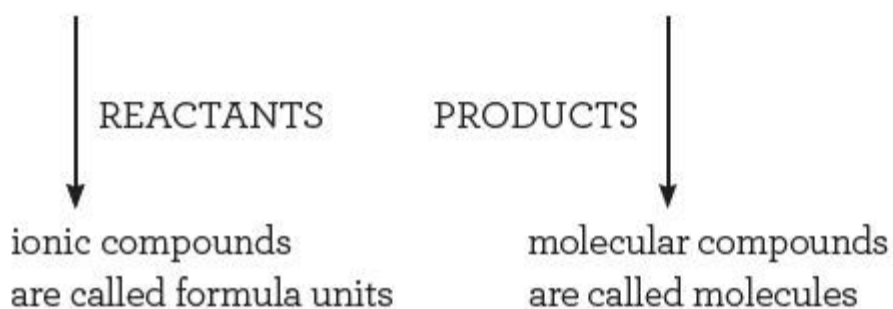 REACTANTS
PRODUCTS
ionic compounds
are called formula units
molecular compounds
are called molecules